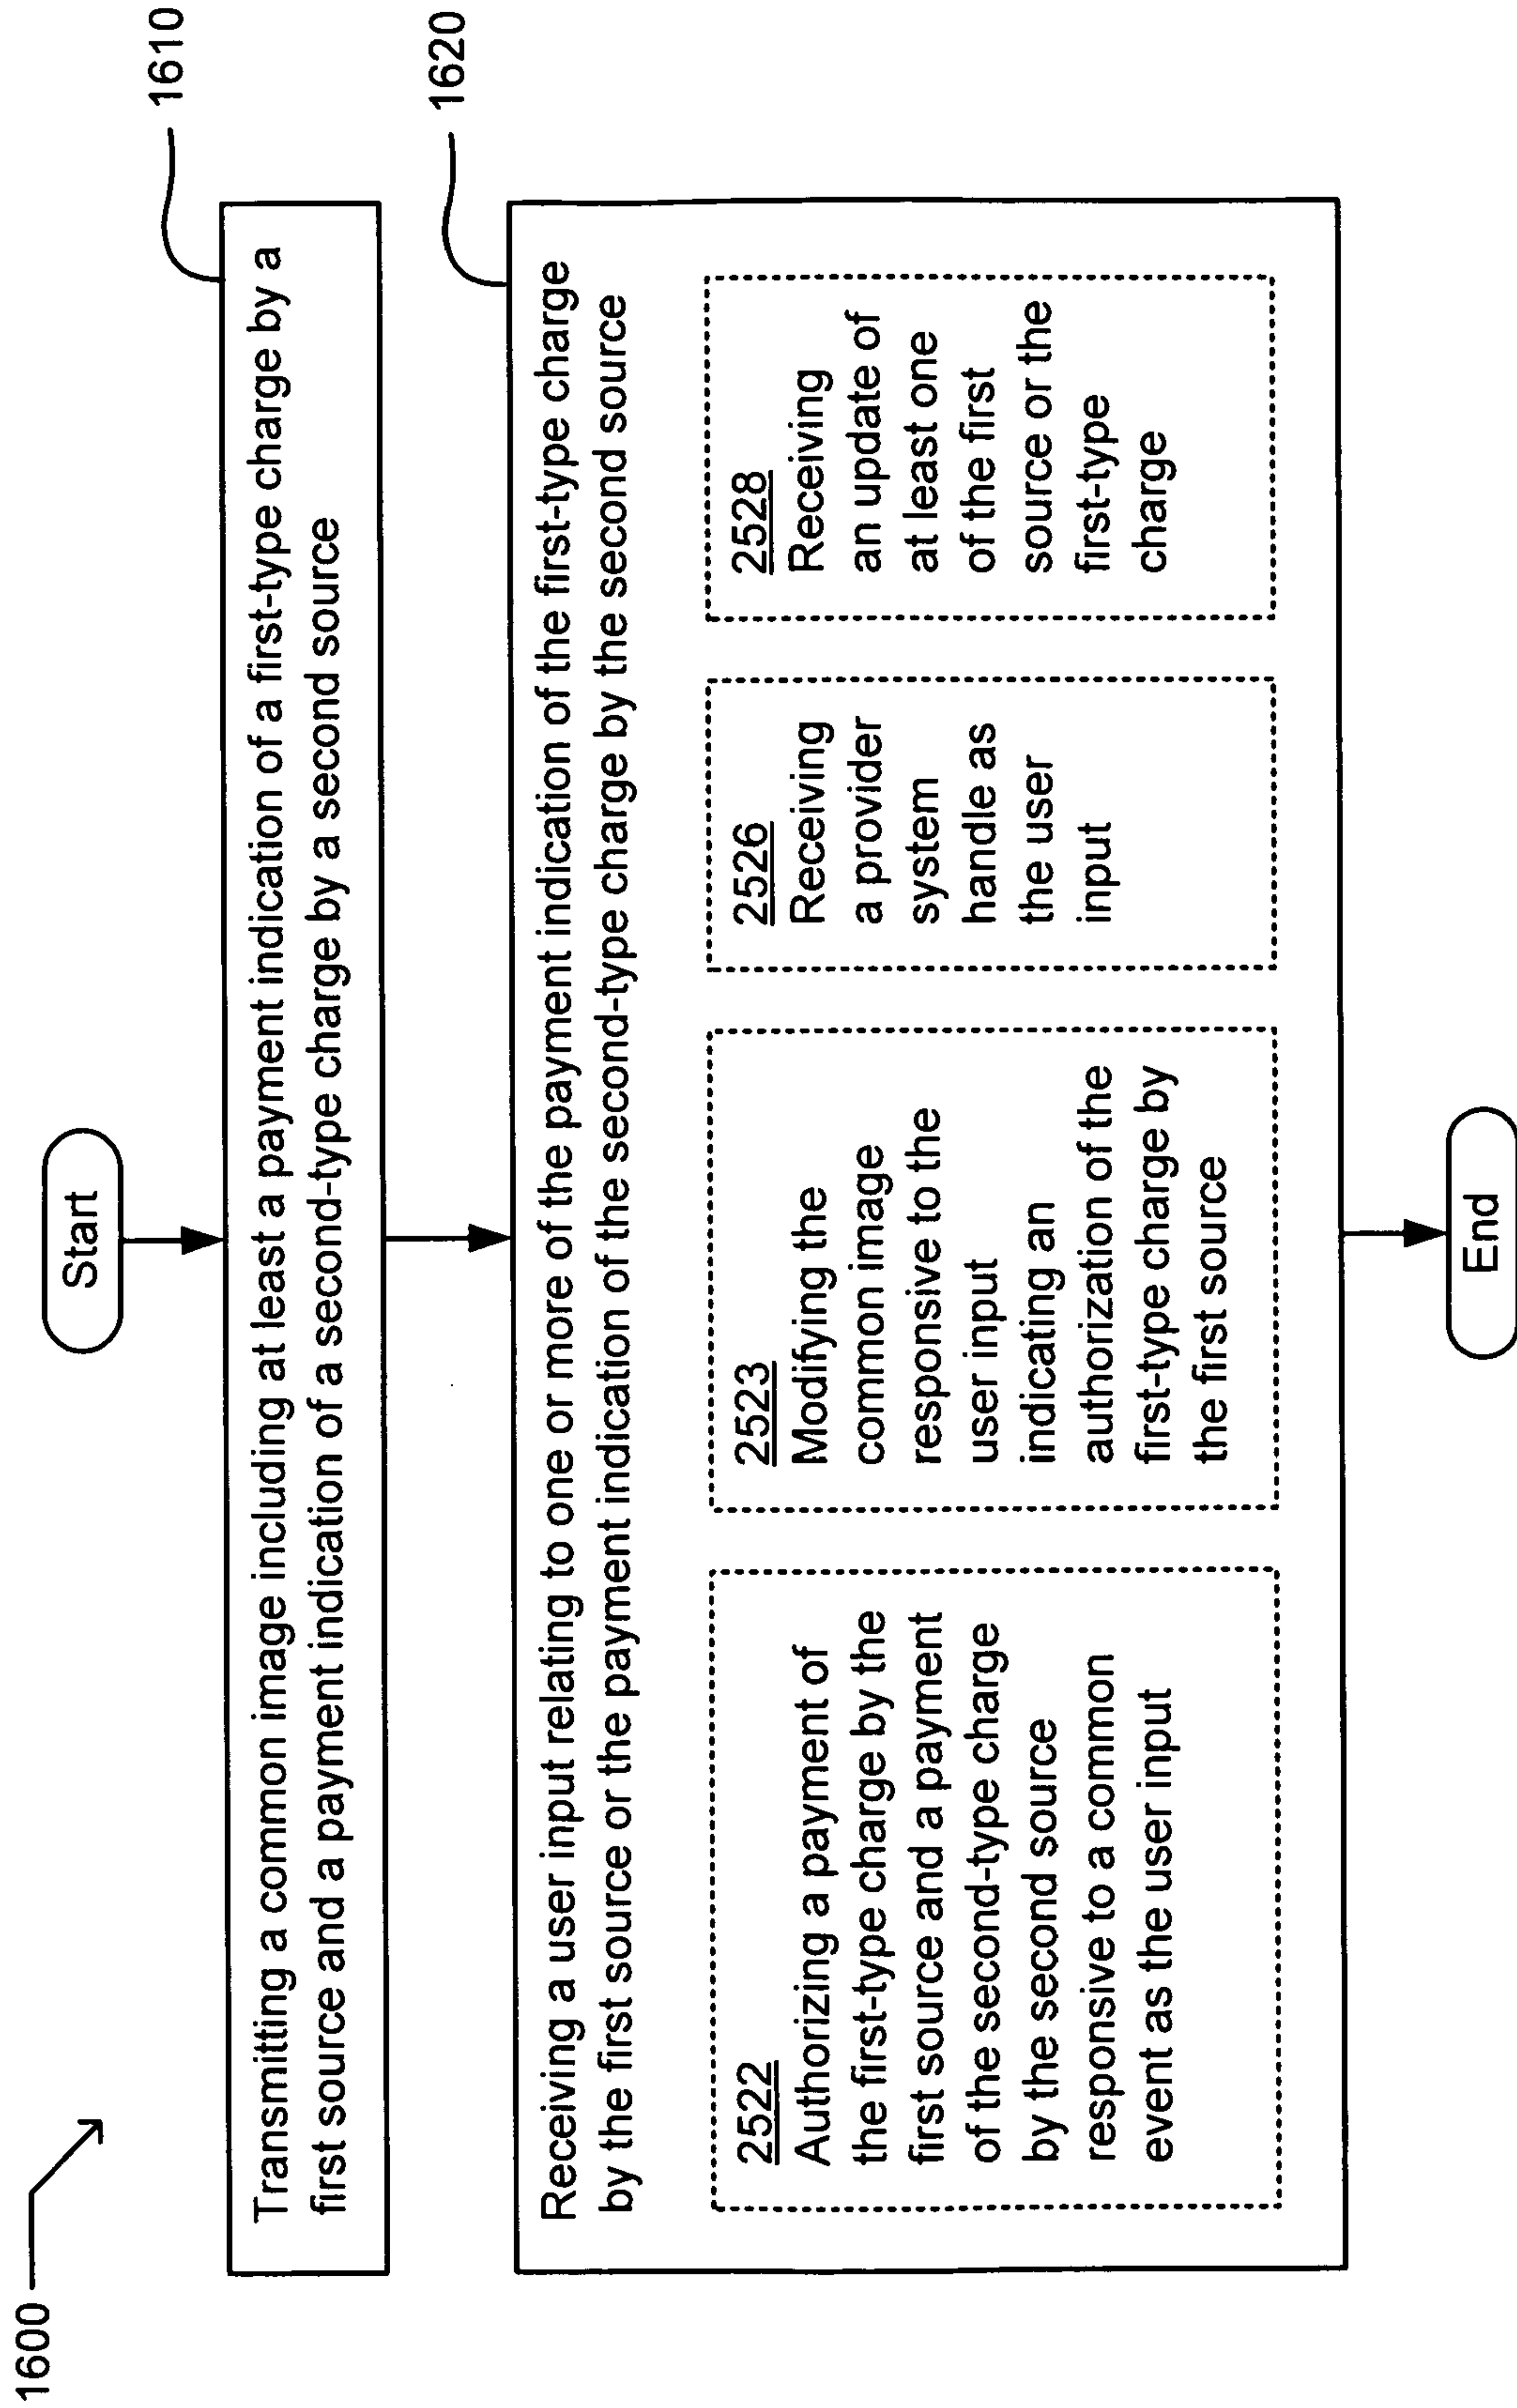 1600
Start
1610
Transmitting a common image including at least a payment indication of a first-type charge by a
first source and a payment indication of a second-type charge by a second source
1620
Receiving a user input relating to one or more of the payment indication of the first-type charge
by the first source or the payment indication of the second-type charge by the second source
2522
Authorizing a payment of
the first-type charge by the
first source and a payment
of the second-type charge
by the second source
responsive to a common
event as the user input
2523
Modifying the
common image
responsive to the
user input
indicating an
authorization of the
first-type charge by
the first source
2526
Receiving
a provider
system
handle as
the user
input
2528
Receiving
an update of
at least one
of the first
source or the
first-type
charge
End